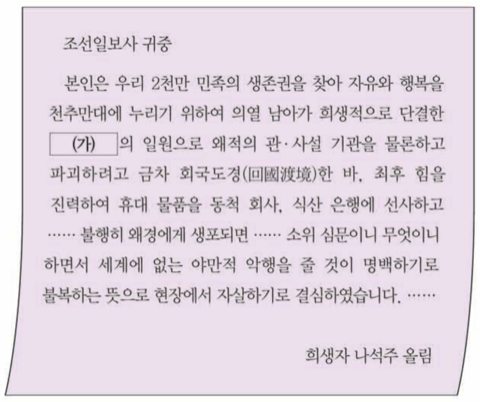 조선일보사 귀중
본인은 우리 2천만 민족의 생존권을 찾아 자유와 행복을
천추만대에 누리기 위하여 의열 남아가 희생적으로 단결한
(가) 의 일원으로 왜적의 관·사설 기관을 물론하고
파괴하려고 금차 회국도경(回國渡境)한 바, 최후 힘을
진력하여 휴대 물품을 동척 회사, 식산 은행에 선사하고
…… 불행히 왜경에게 생포되면 …… 소위 심문이니 무엇이니
하면서 세계에 없는 야만적 악행을 줄 것이 명백하기로
불복하는 뜻으로 현장에서 자살하기로 결심하였습니다. ……
희생자 나석주 올림